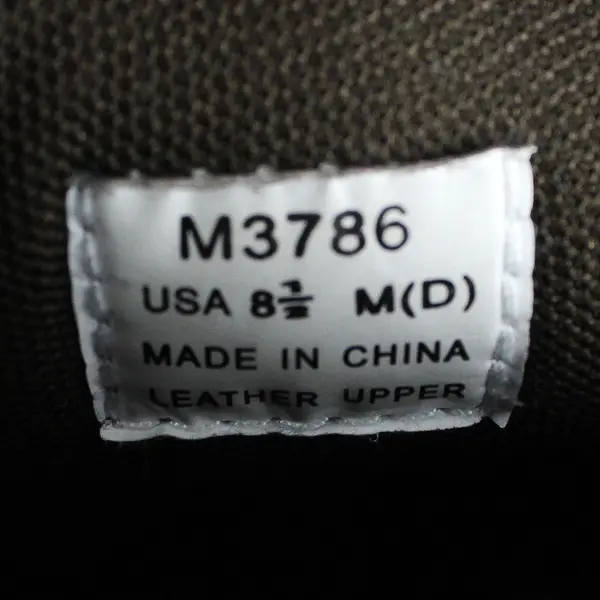 M3786
USA 8½ M(D)
MADE IN CHINA
LEATHER UPPER